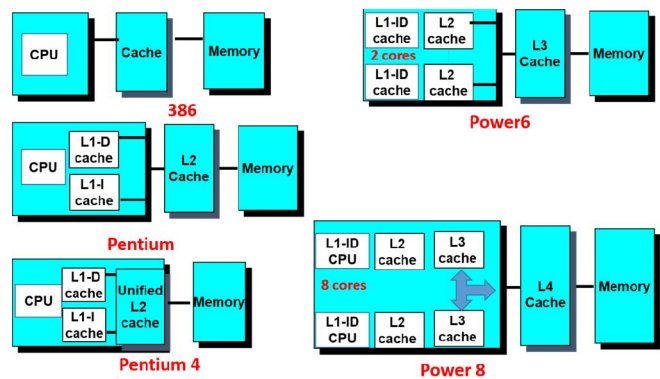 CPU
Cache
Memory
386
CPU
L1-D
cache
L1-I
cache
L2
Cache
Memory
Pentium
CPU
L1-D
cache
L1-I
cache
Unified
L2
cache
Memory
Pentium 4
L1-ID
cache
L2
Cache
2 cores
L1-ID
cache
L2
cache
L3
Cache
Memory
Power6
L1-ID
CPU
L2
cache
L3
cache
8 cores
L1-ID
CPU
L2
cache
L3
cache
L4
Cache
Memory
Power 8